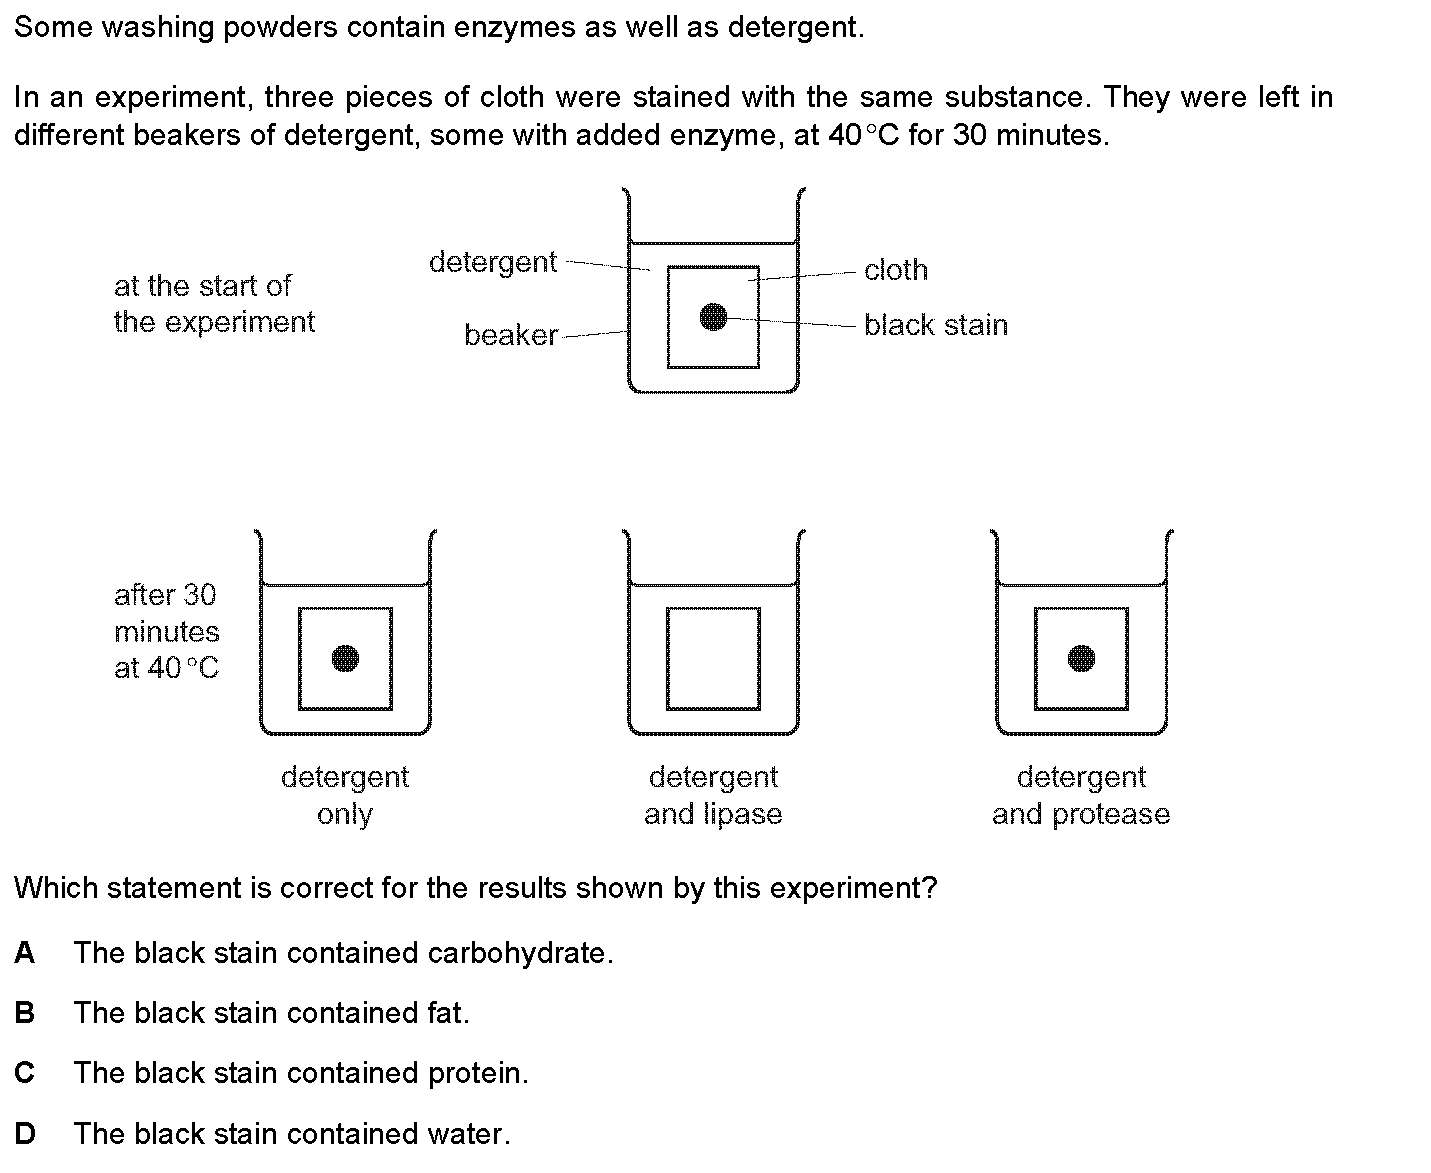 Some washing powders contain enzymes as well as detergent.
In an experiment, three pieces of cloth were stained with the same substance. They were left in
different beakers of detergent, some with added enzyme, at 40°C for 30 minutes.
at the start of
the experiment
detergent
beaker
cloth
black stain
after 30
minutes
at 40°C
detergent
only
detergent
and lipase
detergent
and protease
Which statement is correct for the results shown by this experiment?
A The black stain contained carbohydrate.
B The black stain contained fat.
C The black stain contained protein.
D The black stain contained water.